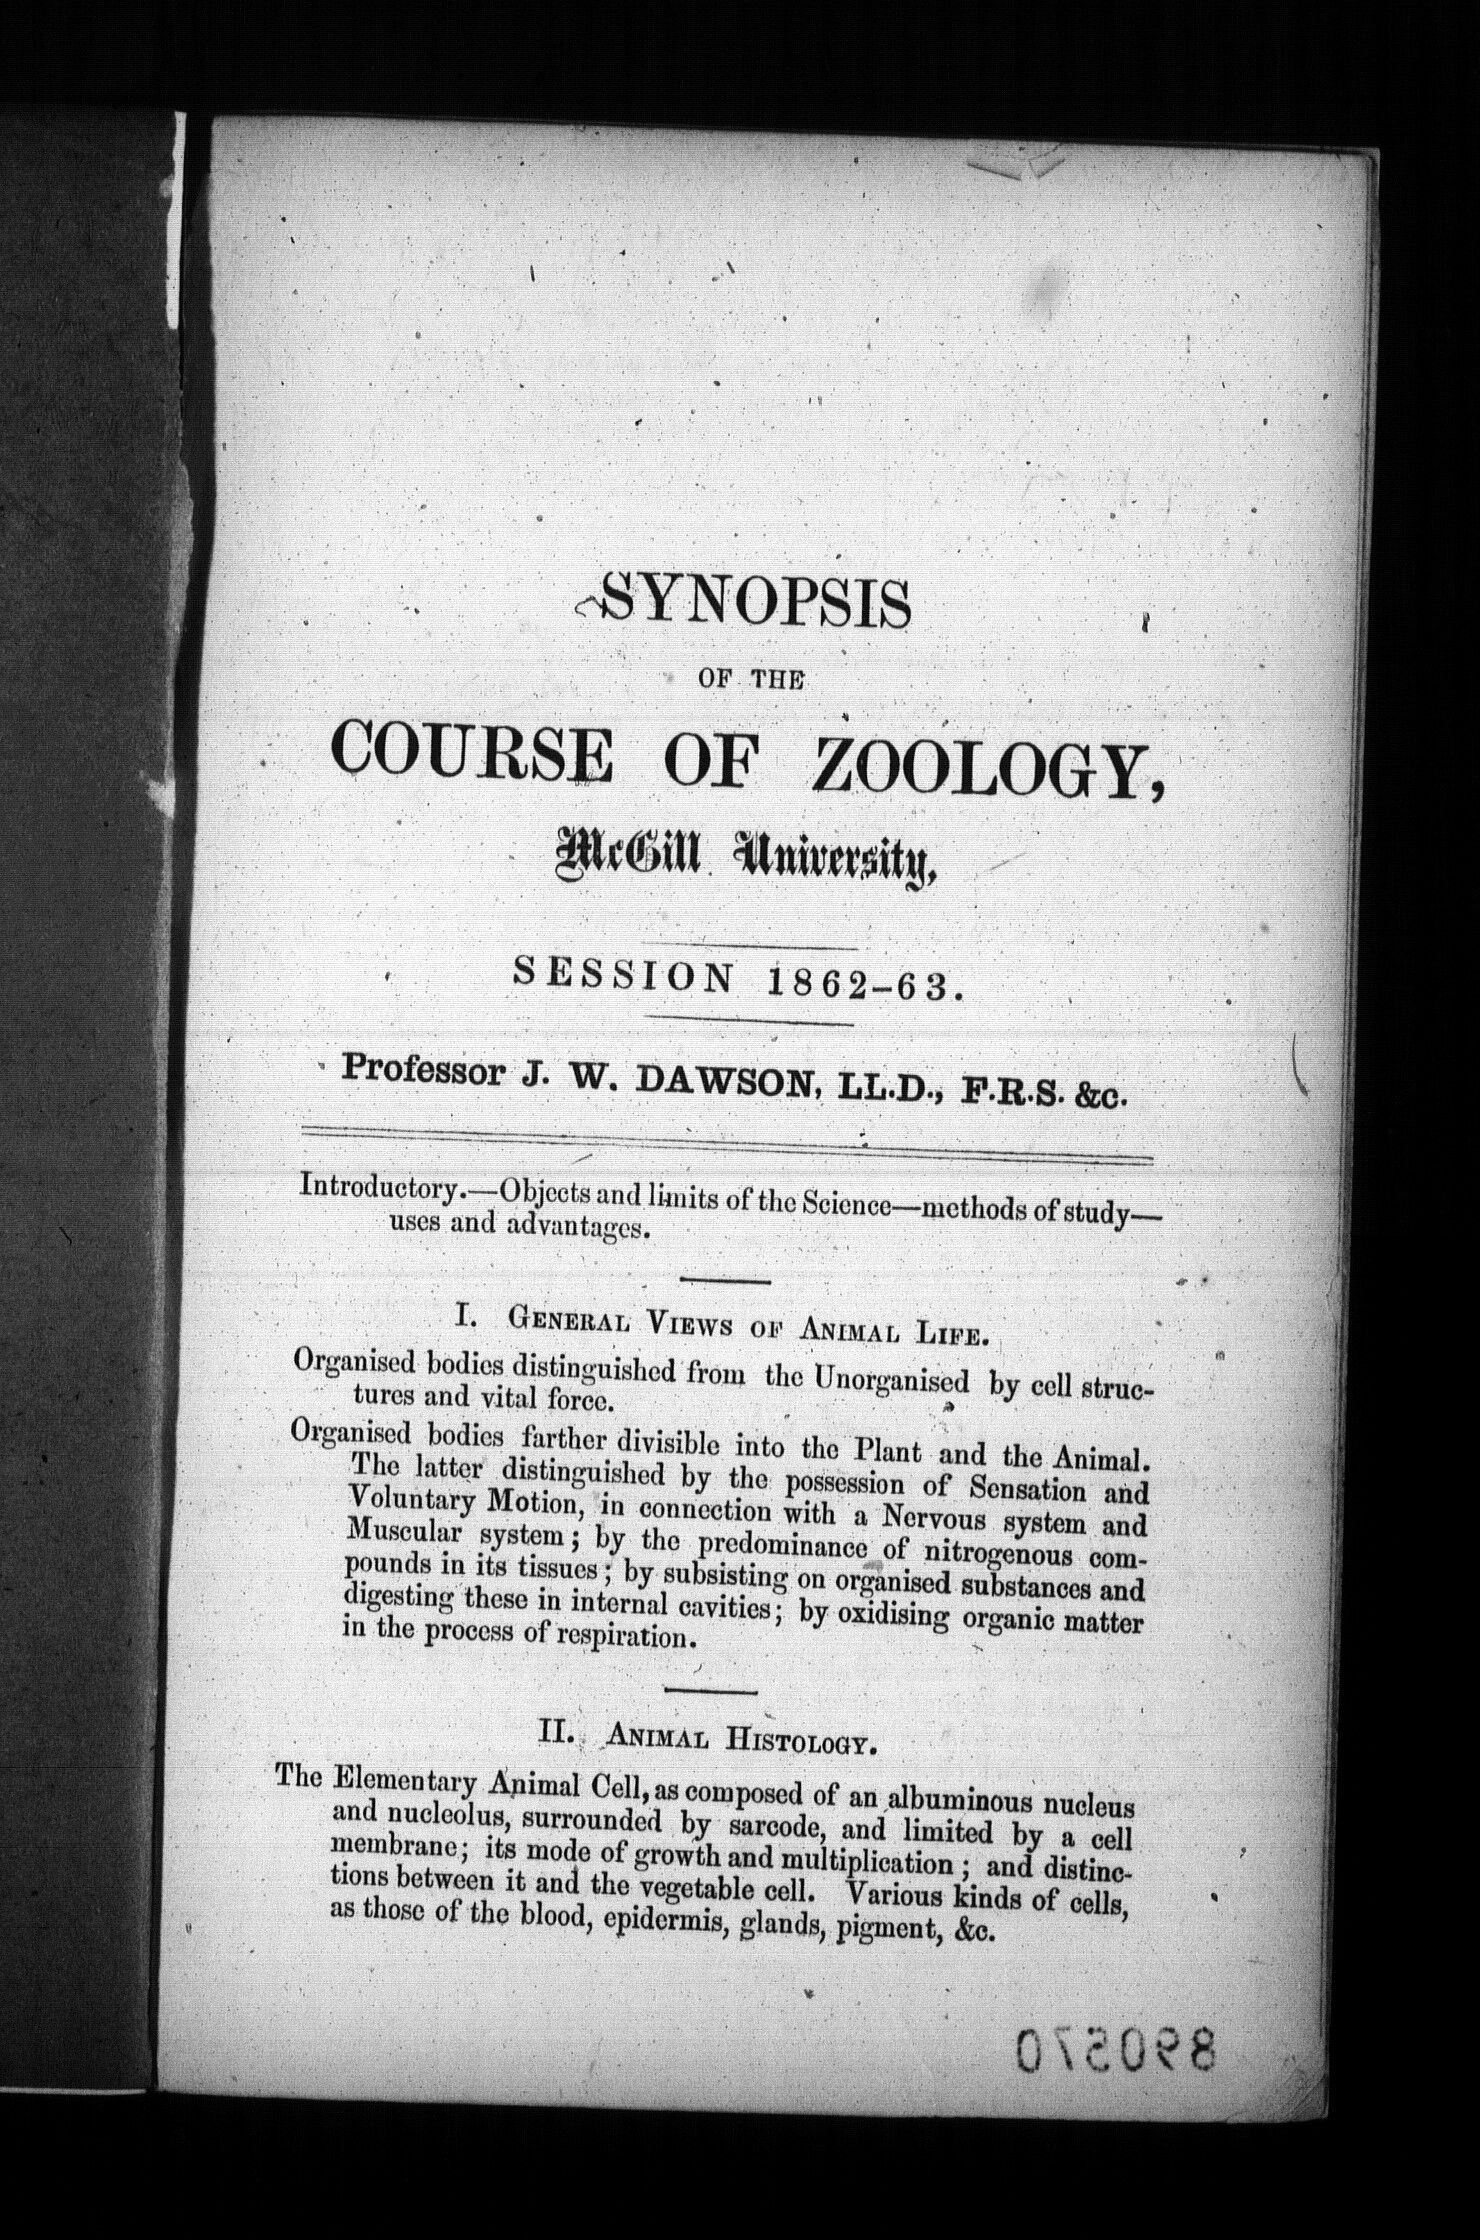 SYNOPSIS
OF THE
COURSE OF ZOOLOGY,
McGill University,
SESSION 1862-63.
Professor J. W. DAWSON, LL.D., F.R.S. &c.
Introductory.—Objects and limits of the Science—methods of study—
uses and advantages.
I. GENERAL VIEWS OF ANIMAL LIFE.
Organised bodies distinguished from the Unorganised by cell struc-
tures and vital force.
Organised bodies farther divisible into the Plant and the Animal.
The latter distinguished by the possession of Sensation and
Voluntary Motion, in connection with a Nervous system and
Muscular system; by the predominance of nitrogenous com-
pounds in its tissues; by subsisting on organised substances and
digesting these in internal cavities; by oxidising organic matter
in the process of respiration.
II. ANIMAL HISTOLOGY.
The Elementary Animal Cell, as composed of an albuminous nucleus
and nucleolus, surrounded by sarcode, and limited by a cell
membrane; its mode of growth and multiplication; and distinc-
tions between it and the vegetable cell. Various kinds of cells,
as those of the blood, epidermis, glands, pigment, &c.